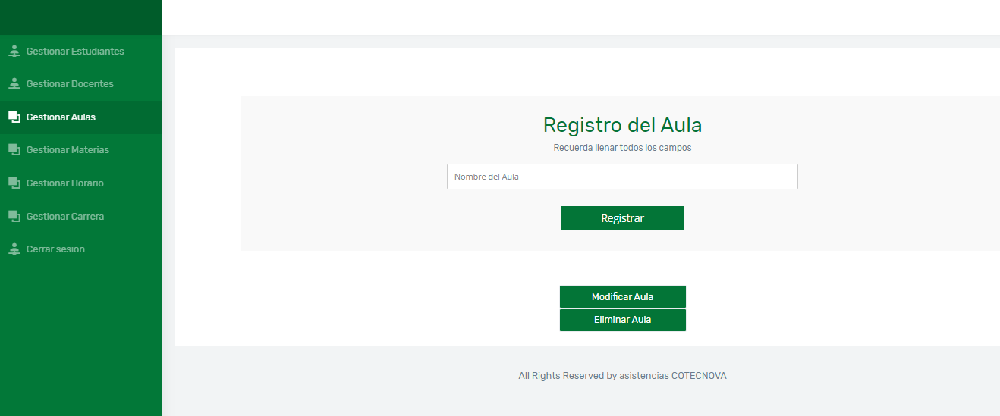 Gestionar Estudiantes
Gestionar Docentes
Gestionar Aulas
Gestionar Materias
Gestionar Horario
Gestionar Carrera
Cerrar sesion
Registro del Aula
Recuerda llenar todos los campos
Nombre del Aula
Registrar
Modificar Aula
Eliminar Aula
All Rights Reserved by asistencias COTECNOVA